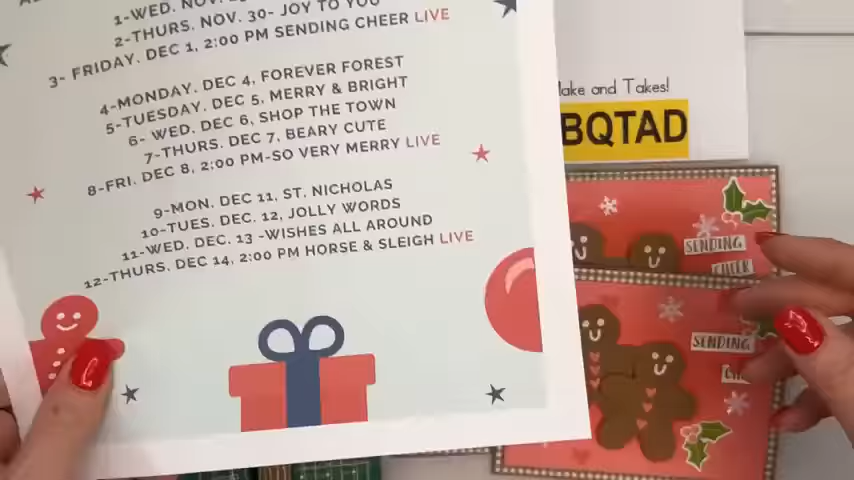 1-WED. NOV.
2-THURS. NOV. 30- JOY TO YOU
3- FRIDAY. DEC 1, 2:00 PM SENDING CHEER LIVE
4-MONDAY. DEC 4, FOREVER FOREST
5-TUESDAY. DEC 5, MERRY & BRIGHT
6- WED. DEC 6, SHOP THE TOWN
7-THURS. DEC 7, BEARY CUTE
8-FRI. DEC 8, 2:00 PM-SO VERY MERRY LIVE
9-MON. DEC 11, ST. NICHOLAS
10-TUES. DEC. 12, JOLLY WORDS
11-WED. DEC. 13 -WISHES ALL AROUND
12-THURS. DEC 14, 2:00 PM HORSE & SLEIGH LIVE
and Takes!
BQTAD
SENDING
CHEER
SENDING